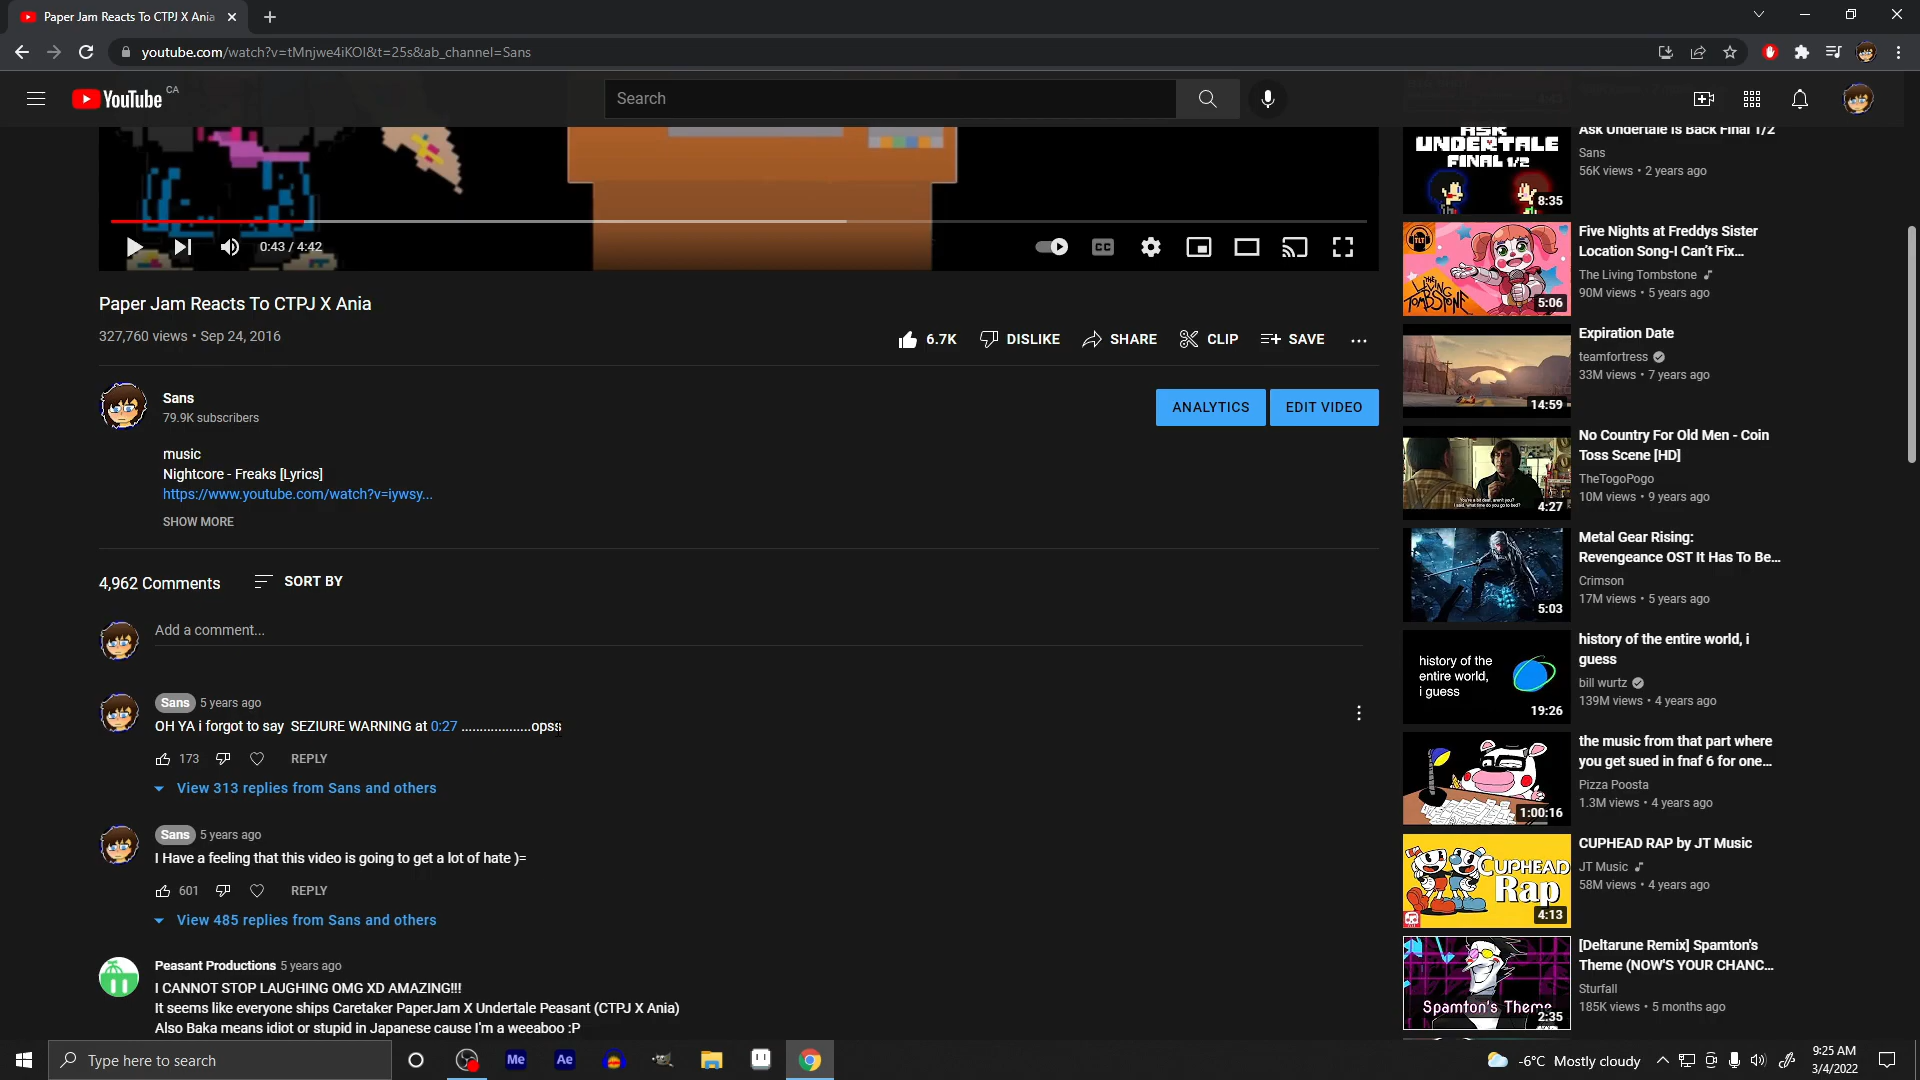 Paper Jam Reacts To CTPJ X Ania
youtube.com/watch?v=tMnjwe4iKOI&t=25s&ab_channel=Sans
YouTube CA
Search
0:43 / 4:42
CC
Paper Jam Reacts To CTPJ X Ania
327,760 views • Sep 24, 2016
6.7K
DISLIKE
SHARE
CLIP
SAVE
Sans
79.9K subscribers
ANALYTICS
EDIT VIDEO
music
Nightcore - Freaks [Lyrics]
https://www.youtube.com/watch?v=iywsy...
SHOW MORE
4,962 Comments
SORT BY
Add a comment...
Sans 5 years ago
OH YA i forgot to say SEZIURE WARNING at 0:27 ...................opss
173
REPLY
View 313 replies from Sans and others
Sans 5 years ago
I Have a feeling that this video is going to get a lot of hate )=
601
REPLY
View 485 replies from Sans and others
Peasant Productions 5 years ago
I CANNOT STOP LAUGHING OMG XD AMAZING!!!
It seems like everyone ships Caretaker PaperJam X Undertale Peasant (CTPJ X Ania)
Also Baka means idiot or stupid in Japanese cause I'm a weeaboo :P
ASK
UNDERTALE
FINAL 1/2
8:35
Ask Undertale Is Back Final 1/2
Sans
56K views • 2 years ago
TLT
THE LIVING TOMBSTONE
5:06
Five Nights at Freddys Sister
Location Song-I Can't Fix...
The Living Tombstone
90M views • 5 years ago
14:59
Expiration Date
teamfortress
33M views • 7 years ago
4:27
No Country For Old Men - Coin
Toss Scene [HD]
TheTogoPogo
10M views • 9 years ago
5:03
Metal Gear Rising:
Revengeance OST It Has To Be...
Crimson
17M views • 5 years ago
history of the
entire world,
i guess
19:26
history of the entire world, i
guess
bill wurtz
139M views • 4 years ago
1:00:16
the music from that part where
you get sued in fnaf 6 for one...
Pizza Poosta
1.3M views • 4 years ago
CUPHEAD
Rap
4:13
CUPHEAD RAP by JT Music
JT Music
58M views • 4 years ago
Spamton's Theme
2:35
[Deltarune Remix] Spamton's
Theme (NOW'S YOUR CHANC...
Sturfall
185K views • 5 months ago
Type here to search
Me
Ae
-6°C Mostly cloudy
9:25 AM
3/4/2022